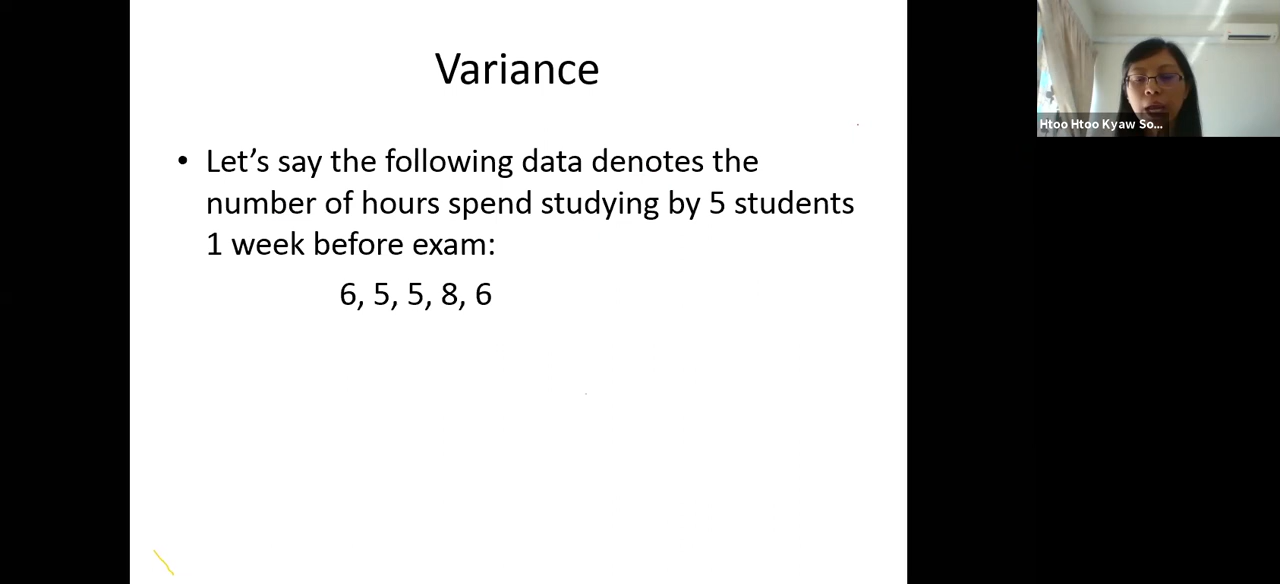 Variance
• Let’s say the following data denotes the
number of hours spend studying by 5 students
1 week before exam:
6, 5, 5, 8, 6
Htoo Htoo Kyaw So...